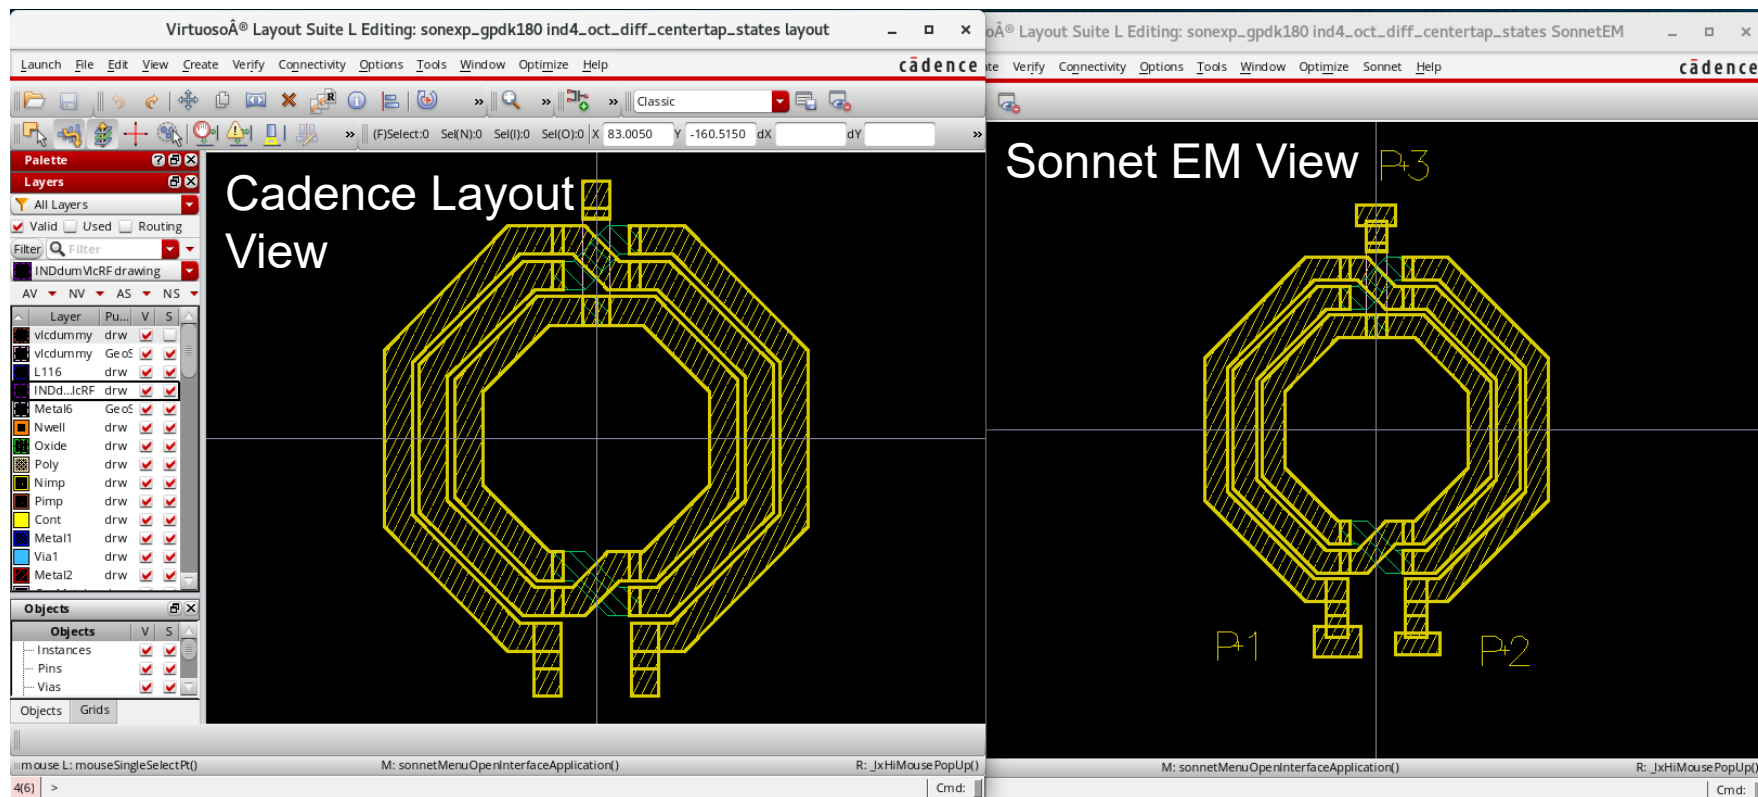 VirtuosoÂ® Layout Suite L Editing: sonexp_gpdk180 ind4_oct_diff_centertap_states layout
Launch File Edit View Create Verify Connectivity Options Tools Window Optimize Help cādence
» » » Classic
» (F)Select:0 Sel(N):0 Sel(I):0 Sel(O):0 X 83.0050 Y -160.5150 dX dY »
Palette
Layers
All Layers
Valid Used Routing
Filter Filter
INDdumVlcRF drawing
AV NV AS NS
Layer Pu... V S
vlcdummy drw
vlcdummy GeoS
L116 drw
INDd...lcRF drw
Metal6 GeoS
Nwell drw
Oxide drw
Poly drw
Nimp drw
Pimp drw
Cont drw
Metal1 drw
Via1 drw
Metal2 drw
Objects
Objects V S
Instances
Pins
Vias
Objects Grids
Cadence Layout
View
mouse L: mouseSingleSelectPt() M: sonnetMenuOpenInterfaceApplication() R: _lxHiMousePopUp()
4(6) > Cmd:
oÂ® Layout Suite L Editing: sonexp_gpdk180 ind4_oct_diff_centertap_states SonnetEM
te Verify Connectivity Options Tools Window Optimize Sonnet Help cādence
Sonnet EM View
P3
P1
P2
M: sonnetMenuOpenInterfaceApplication() R: _lxHiMousePopUp()
Cmd: